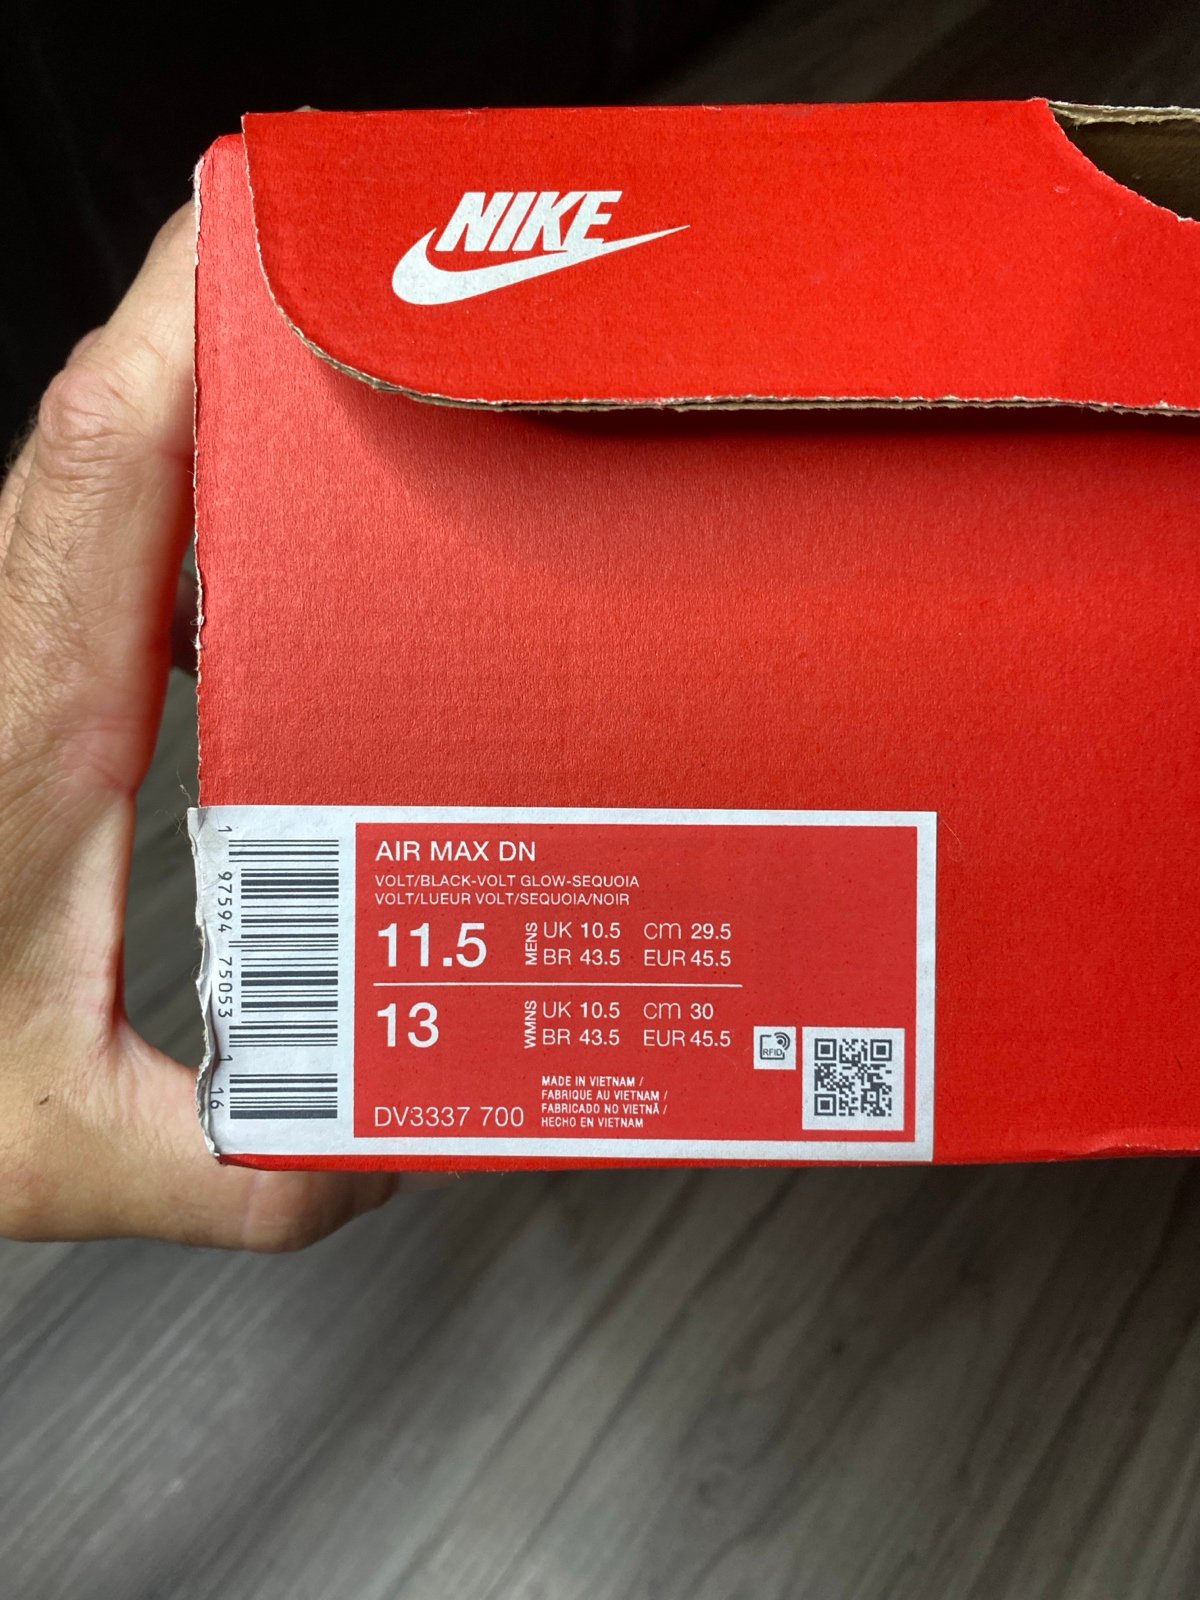 NIKE
1 97594 75053 1 16
AIR MAX DN
VOLT/BLACK-VOLT GLOW-SEQUOIA
VOLT/LUEUR VOLT/SEQUOIA/NOIR
11.5 MENS UK 10.5 cm 29.5
BR 43.5 EUR 45.5
13 WMNS UK 10.5 cm 30
BR 43.5 EUR 45.5
RFID
MADE IN VIETNAM /
FABRIQUE AU VIETNAM /
FABRICADO NO VIETNÃ /
HECHO EN VIETNAM
DV3337 700